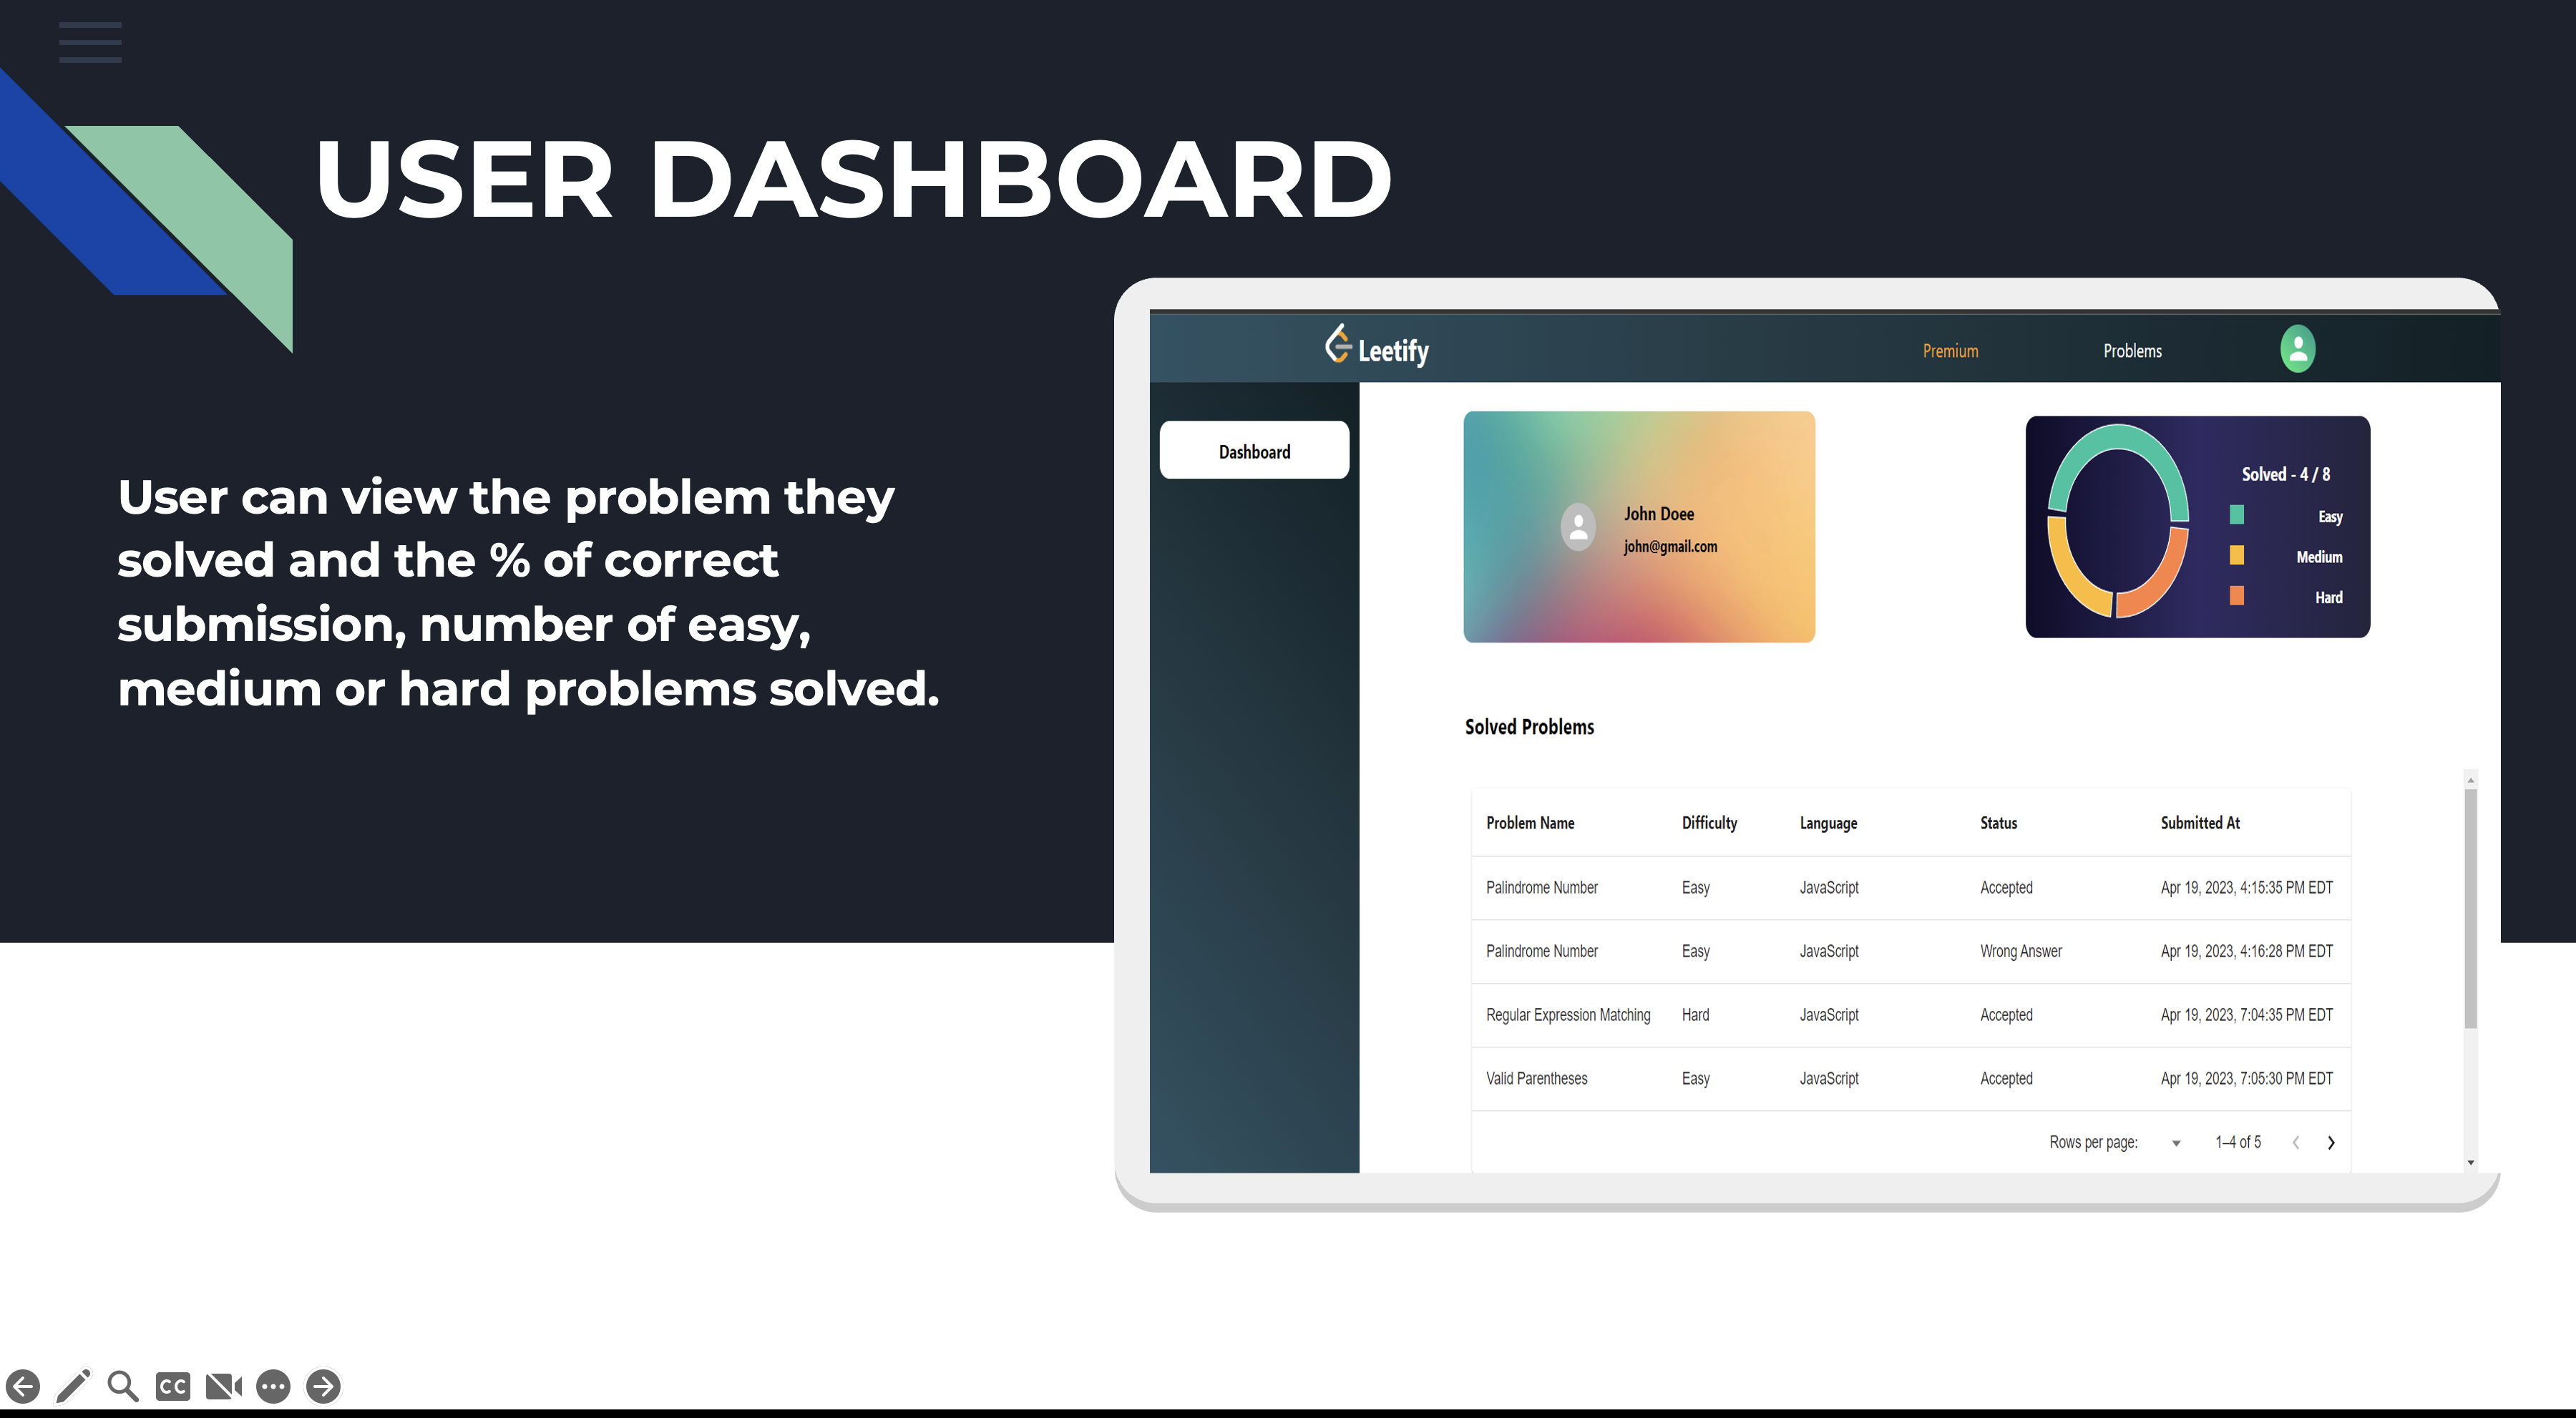 USER DASHBOARD
User can view the problem they
solved and the % of correct
submission, number of easy,
medium or hard problems solved.
Leetify
Premium
Problems
Dashboard
John Doee
john@gmail.com
Solved - 4 / 8
Easy
Medium
Hard
Solved Problems
Problem Name Difficulty Language Status Submitted At
Palindrome Number Easy JavaScript Accepted Apr 19, 2023, 4:15:35 PM EDT
Palindrome Number Easy JavaScript Wrong Answer Apr 19, 2023, 4:16:28 PM EDT
Regular Expression Matching Hard JavaScript Accepted Apr 19, 2023, 7:04:35 PM EDT
Valid Parentheses Easy JavaScript Accepted Apr 19, 2023, 7:05:30 PM EDT
Rows per page: 1–4 of 5
CC